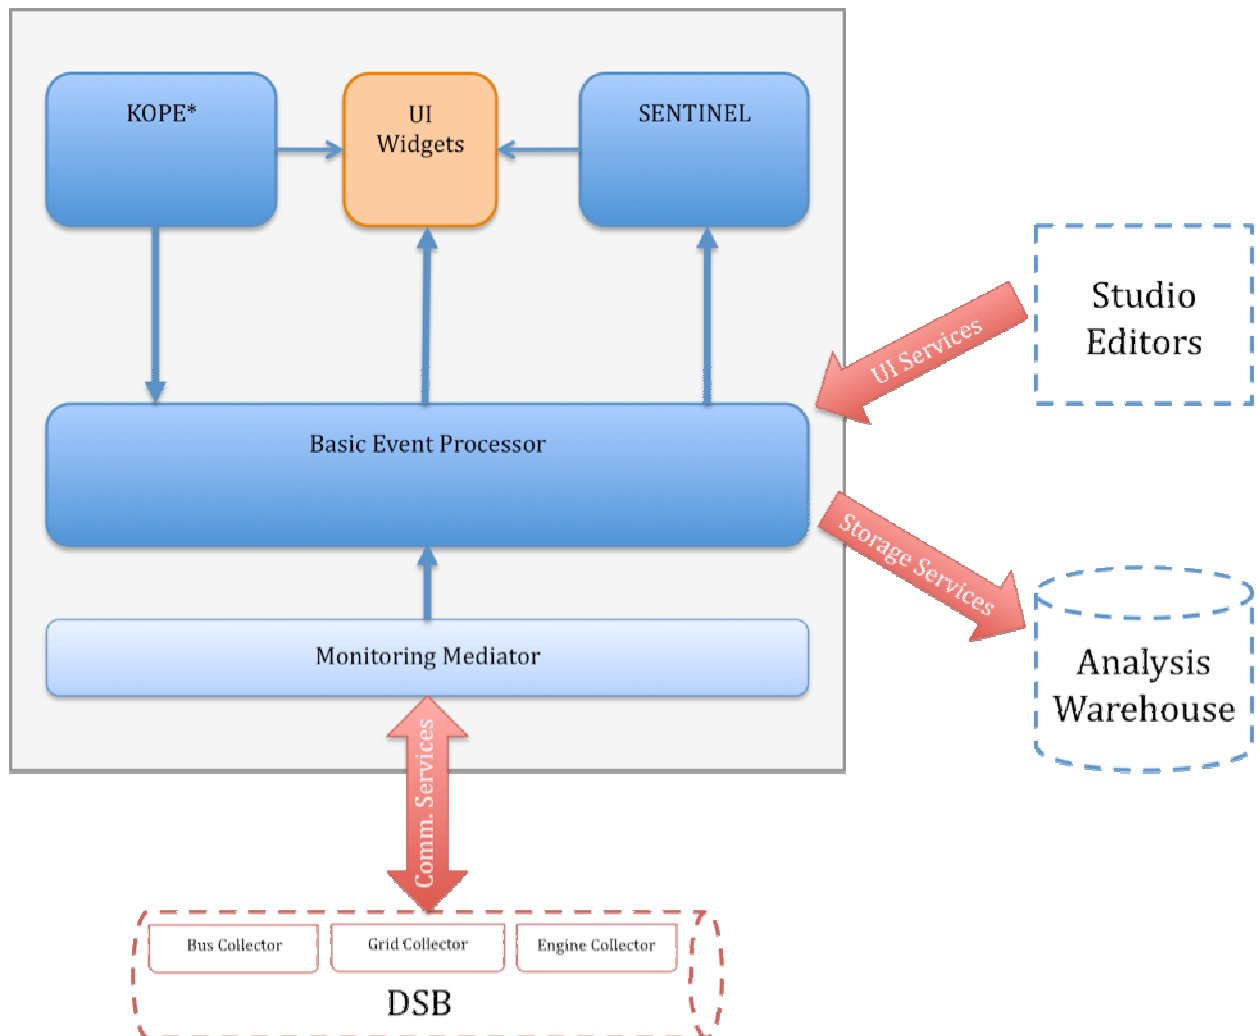 KOPE*
UI
Widgets
SENTINEL
Studio
Editors
UI Services
Basic Event Processor
Storage Services
Monitoring Mediator
Analysis
Warehouse
Comm. Services
Bus Collector
Grid Collector
Engine Collector
DSB